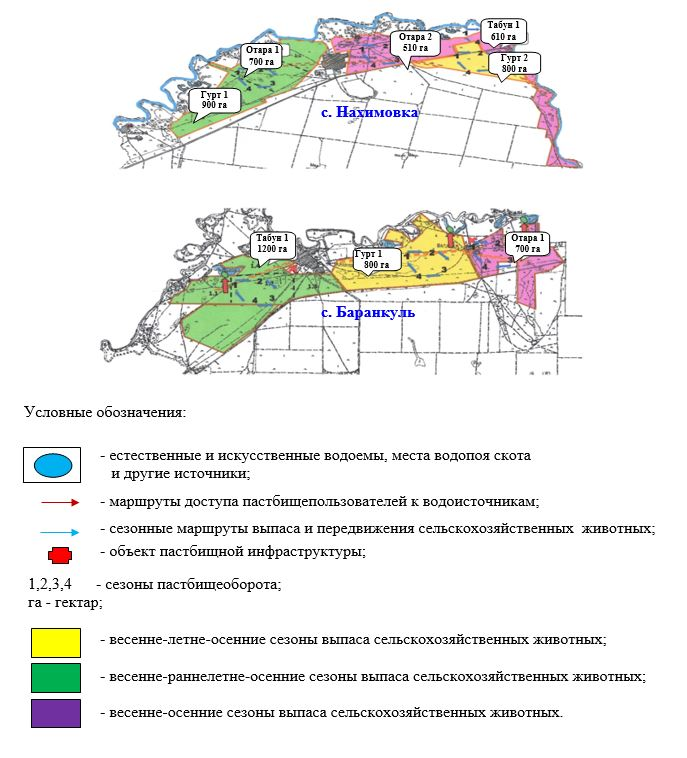 Табун 1
610 га
Отара 2
510 га
Отара 1
700 га
Гурт 2
800 га
Гурт 1
900 га
с. Нахимовка
Табун 1
1200 га
Гурт 1
800 га
Отара 1
700 га
с. Баранкуль
Условные обозначения:
- естественные и искусственные водоемы, места водопоя скота
и другие источники;
- маршруты доступа пастбищепользователей к водоисточникам;
- сезонные маршруты выпаса и передвижения сельскохозяйственных животных;
- объект пастбищной инфраструктуры;
1,2,3,4 - сезоны пастбищеоборота;
га - гектар;
- весенне-летне-осенние сезоны выпаса сельскохозяйственных животных;
- весенне-раннелетне-осенние сезоны выпаса сельскохозяйственных животных;
- весенне-осенние сезоны выпаса сельскохозяйственных животных.